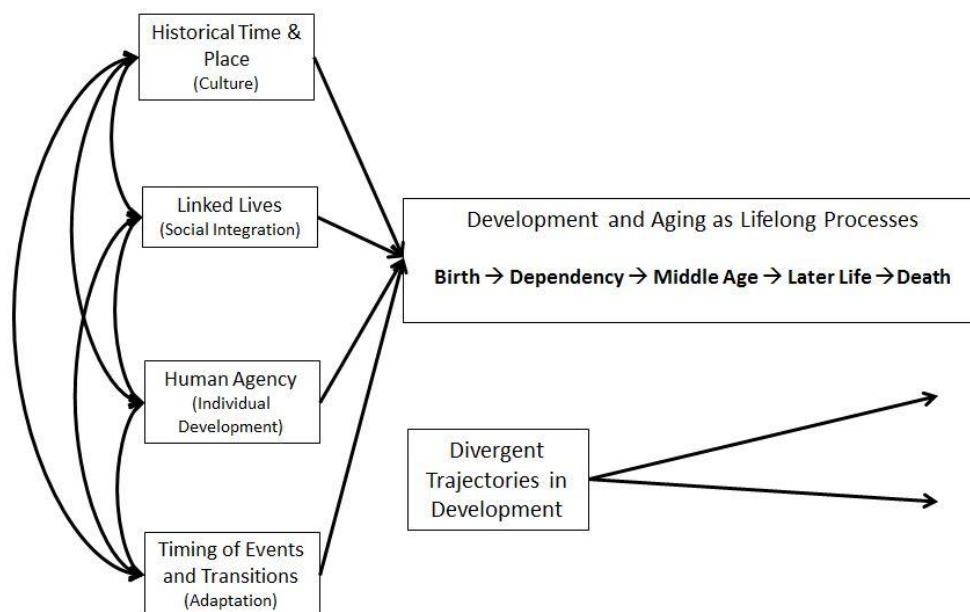 Historical Time &
Place
(Culture)
Linked Lives
(Social Integration)
Human Agency
(Individual
Development)
Timing of Events
and Transitions
(Adaptation)
Development and Aging as Lifelong Processes
Birth → Dependency → Middle Age → Later Life →Death
Divergent
Trajectories in
Development